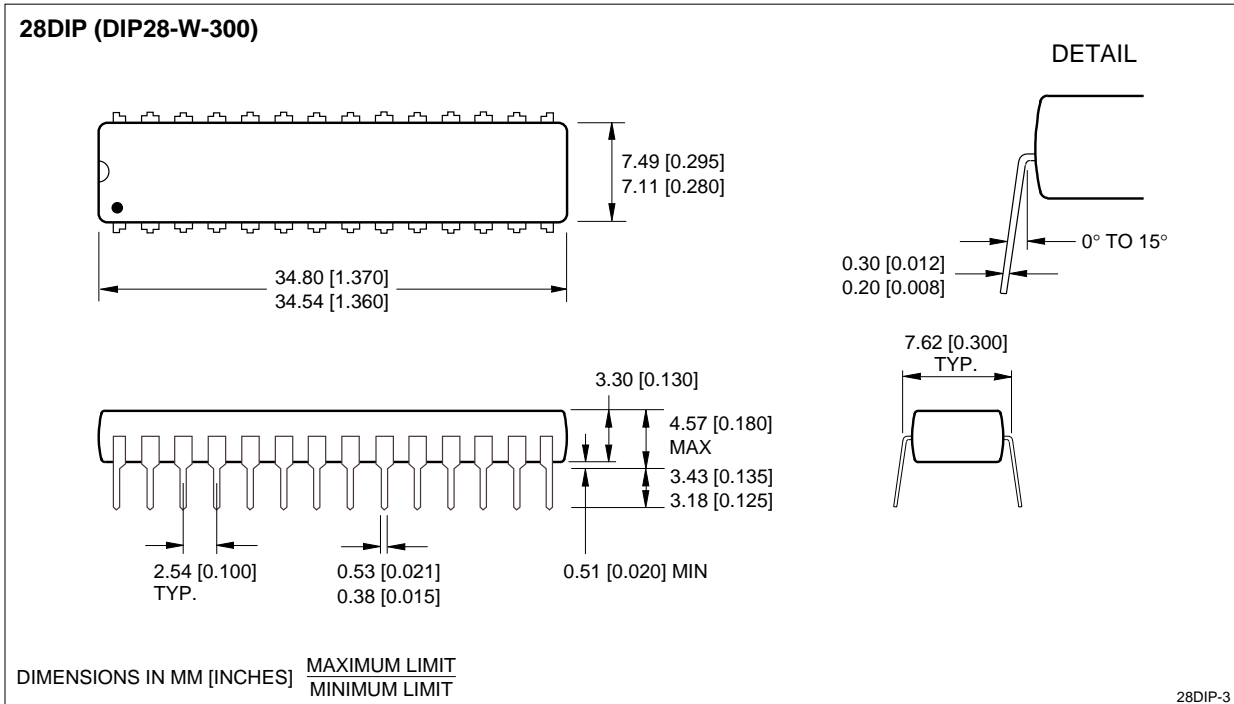 28DIP (DIP28-W-300)
DETAIL
7.49 [0.295]
7.11 [0.280]
34.80 [1.370]
34.54 [1.360]
0° TO 15°
0.30 [0.012]
0.20 [0.008]
7.62 [0.300]
TYP.
3.30 [0.130]
4.57 [0.180]
MAX
3.43 [0.135]
3.18 [0.125]
2.54 [0.100]
TYP.
0.53 [0.021]
0.38 [0.015]
0.51 [0.020] MIN
DIMENSIONS IN MM [INCHES]
MAXIMUM LIMIT
MINIMUM LIMIT
28DIP-3